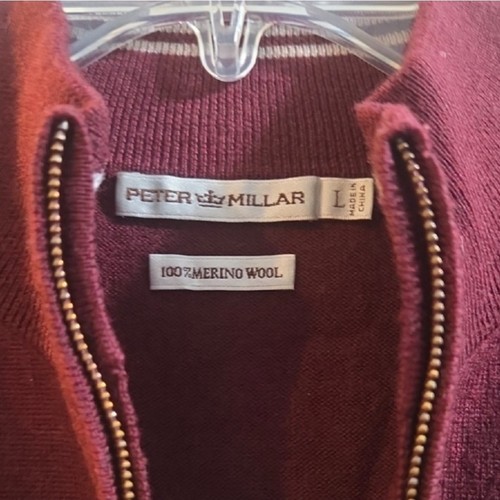 PETER MILLAR
L
MADE IN
CHINA
100% MERINO WOOL